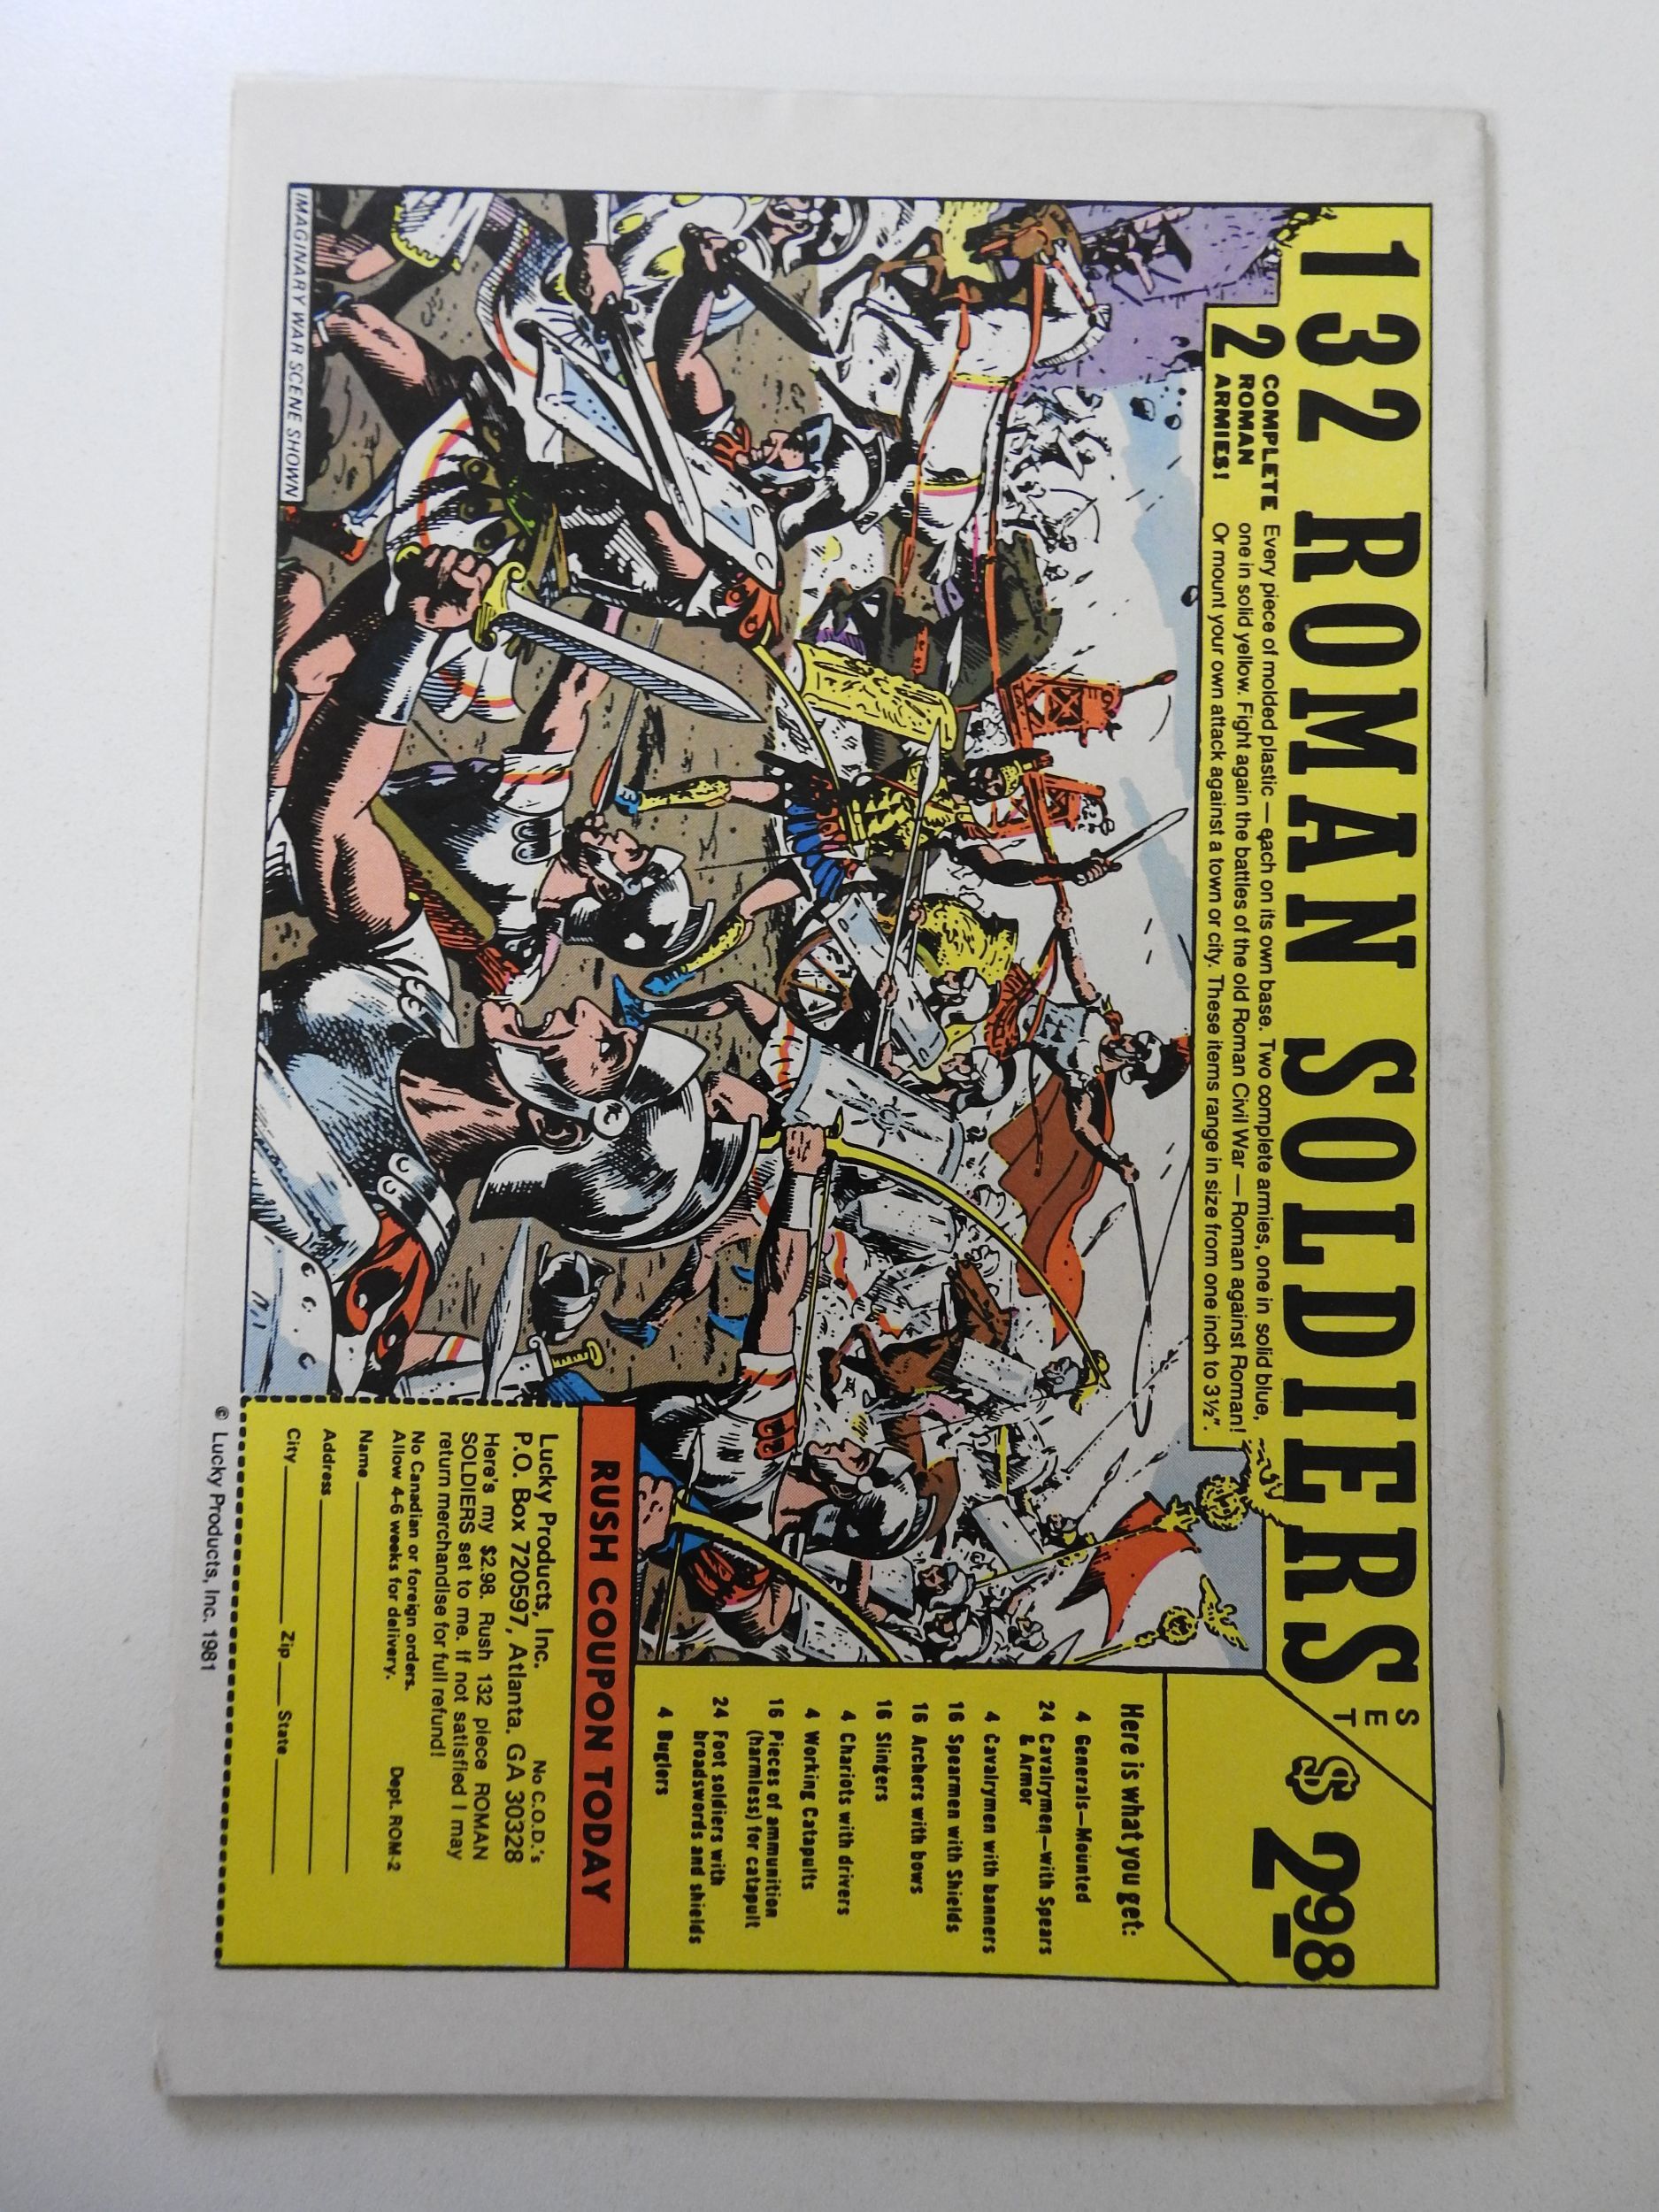 132 ROMAN SOLDIERS
SET
$2.98
2
COMPLETE
ROMAN
ARMIES!
Every piece of molded plastic — each on its own base. Two complete armies, one in solid blue,
one in solid yellow. Fight again the battles of the old Roman Civil War — Roman against Roman!
Or mount your own attack against a town or city. These items range in size from one inch to 3½".
Here is what you get:
4 Generals—Mounted
24 Cavalrymen—with Spears
& Armor
4 Cavalrymen with banners
16 Spearmen with Shields
16 Archers with bows
16 Slingers
4 Chariots with drivers
4 Working Catapults
16 Pieces of ammunition
(harmless) for catapult
24 Foot soldiers with
broadswords and shields
4 Buglers
RUSH COUPON TODAY
Lucky Products, Inc. No C.O.D.'s
P.O. Box 720597, Atlanta, GA 30328
Here's my $2.98. Rush 132 piece ROMAN
SOLDIERS set to me. If not satisfied I may
return merchandise for full refund!
No Canadian or foreign orders.
Allow 4-6 weeks for delivery. Dept. ROM-2
Name
Address
City Zip State
IMAGINARY WAR SCENE SHOWN
© Lucky Products, Inc. 1981